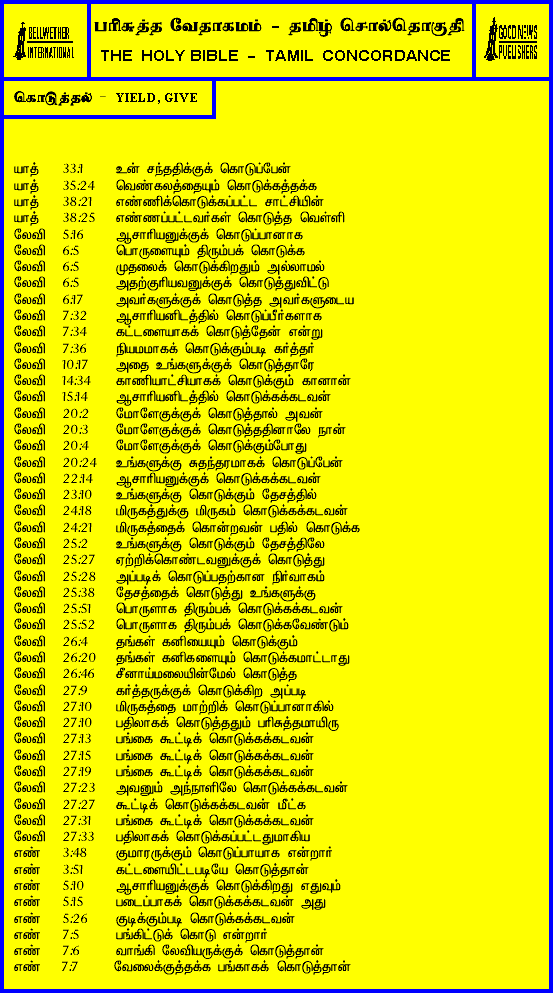 BELLWETHER
INTERNATIONAL
பரிசுத்த வேதாகமம் - தமிழ் சொல்தொகுதி
THE HOLY BIBLE - TAMIL CONCORDANCE
GOOD NEWS
PUBLISHERS
கொடுத்தல் - YIELD, GIVE
யாத் 33:1 உன் சந்ததிக்குக் கொடுப்பேன்
யாத் 35:24 வெண்கலத்தையும் கொடுக்கத்தக்க
யாத் 38:21 எண்ணிக்கொடுக்கப்பட்ட சாட்சியின்
யாத் 38:25 எண்ணப்பட்டவர்கள் கொடுத்த வெள்ளி
லேவி 5:16 ஆசாரியனுக்குக் கொடுப்பானாக
லேவி 6:5 பொருளையும் திரும்பக் கொடுக்க
லேவி 6:5 முதலைக் கொடுக்கிறதும் அல்லாமல்
லேவி 6:5 அதற்குரியவனுக்குக் கொடுத்துவிட்டு
லேவி 6:17 அவர்களுக்குக் கொடுத்த அவர்களுடைய
லேவி 7:32 ஆசாரியனிடத்தில் கொடுப்பீர்களாக
லேவி 7:34 கட்டளையாகக் கொடுத்தேன் என்று
லேவி 7:36 நியமமாகக் கொடுக்கும்படி கர்த்தர்
லேவி 10:17 அதை உங்களுக்குக் கொடுத்தாரே
லேவி 14:34 காணியாட்சியாகக் கொடுக்கும் கானான்
லேவி 15:14 ஆசாரியனிடத்தில் கொடுக்கக்கடவன்
லேவி 20:2 மோளேகுக்குக் கொடுத்தால் அவன்
லேவி 20:3 மோளேகுக்குக் கொடுத்ததினாலே நான்
லேவி 20:4 மோளேகுக்குக் கொடுக்கும்போது
லேவி 20:24 உங்களுக்கு சுதந்தரமாகக் கொடுப்பேன்
லேவி 22:14 ஆசாரியனுக்குக் கொடுக்கக்கடவன்
லேவி 23:10 உங்களுக்கு கொடுக்கும் தேசத்தில்
லேவி 24:18 மிருகத்துக்கு மிருகம் கொடுக்கக்கடவன்
லேவி 24:21 மிருகத்தைக் கொன்றவன் பதில் கொடுக்க
லேவி 25:2 உங்களுக்கு கொடுக்கும் தேசத்திலே
லேவி 25:27 ஏற்றிக்கொண்டவனுக்குக் கொடுத்து
லேவி 25:28 அப்படிக் கொடுப்பதற்கான நிர்வாகம்
லேவி 25:38 தேசத்தைக் கொடுத்து உங்களுக்கு
லேவி 25:51 பொருளாக திரும்பக் கொடுக்கக்கடவன்
லேவி 25:52 பொருளாக திரும்பக் கொடுக்கவேண்டும்
லேவி 26:4 தங்கள் கனியையும் கொடுக்கும்
லேவி 26:20 தங்கள் கனிகளையும் கொடுக்கமாட்டாது
லேவி 26:46 சீனாய்மலையின்மேல் கொடுத்த
லேவி 27:9 கர்த்தருக்குக் கொடுக்கிற அப்படி
லேவி 27:10 மிருகத்தை மாற்றிக் கொடுப்பானாகில்
லேவி 27:10 பதிலாகக் கொடுத்ததும் பரிசுத்தமாயிரு
லேவி 27:13 பங்கை கூட்டிக் கொடுக்கக்கடவன்
லேவி 27:15 பங்கை கூட்டிக் கொடுக்கக்கடவன்
லேவி 27:19 பங்கை கூட்டிக் கொடுக்கக்கடவன்
லேவி 27:23 அவனும் அந்நாளிலே கொடுக்கக்கடவன்
லேவி 27:27 கூட்டிக் கொடுக்கக்கடவன் மீட்க
லேவி 27:31 பங்கை கூட்டிக் கொடுக்கக்கடவன்
லேவி 27:33 பதிலாகக் கொடுக்கப்பட்டதுமாகிய
எண் 3:48 குமாரருக்கும் கொடுப்பாயாக என்றார்
எண் 3:51 கட்டளையிட்டபடியே கொடுத்தான்
எண் 5:10 ஆசாரியனுக்குக் கொடுக்கிறது எதுவும்
எண் 5:15 படைப்பாகக் கொடுக்கக்கடவன் அது
எண் 5:26 குடிக்கும்படி கொடுக்கக்கடவன்
எண் 7:5 பங்கிட்டுக் கொடு என்றார்
எண் 7:6 வாங்கி லேவியருக்குக் கொடுத்தான்
எண் 7:7 வேலைக்குத்தக்க பங்காகக் கொடுத்தான்